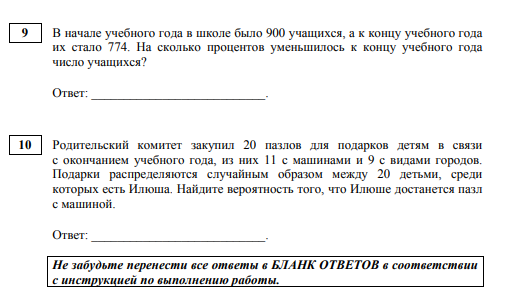 9 В начале учебного года в школе было 900 учащихся, а к концу учебного года
их стало 774. На сколько процентов уменьшилось к концу учебного года
число учащихся?
Ответ: ___________________________.
10 Родительский комитет закупил 20 пазлов для подарков детям в связи
с окончанием учебного года, из них 11 с машинами и 9 с видами городов.
Подарки распределяются случайным образом между 20 детьми, среди
которых есть Илюша. Найдите вероятность того, что Илюше достанется пазл
с машиной.
Ответ: ___________________________.
Не забудьте перенести все ответы в БЛАНК ОТВЕТОВ в соответствии
с инструкцией по выполнению работы.